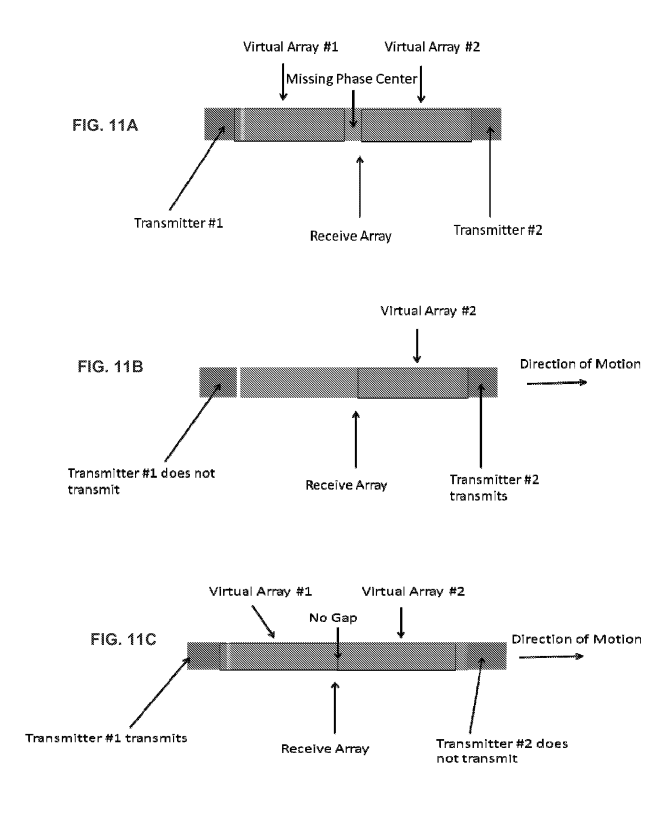 Virtual Array #1
Virtual Array #2
Missing Phase Center
FIG. 11A
Transmitter #1
Receive Array
Transmitter #2
Virtual Array #2
FIG. 11B
Direction of Motion
Transmitter #1 does not
transmit
Receive Array
Transmitter #2
transmits
Virtual Array #1
Virtual Array #2
No Gap
FIG. 11C
Direction of Motion
Transmitter #1 transmits
Receive Array
Transmitter #2 does
not transmit